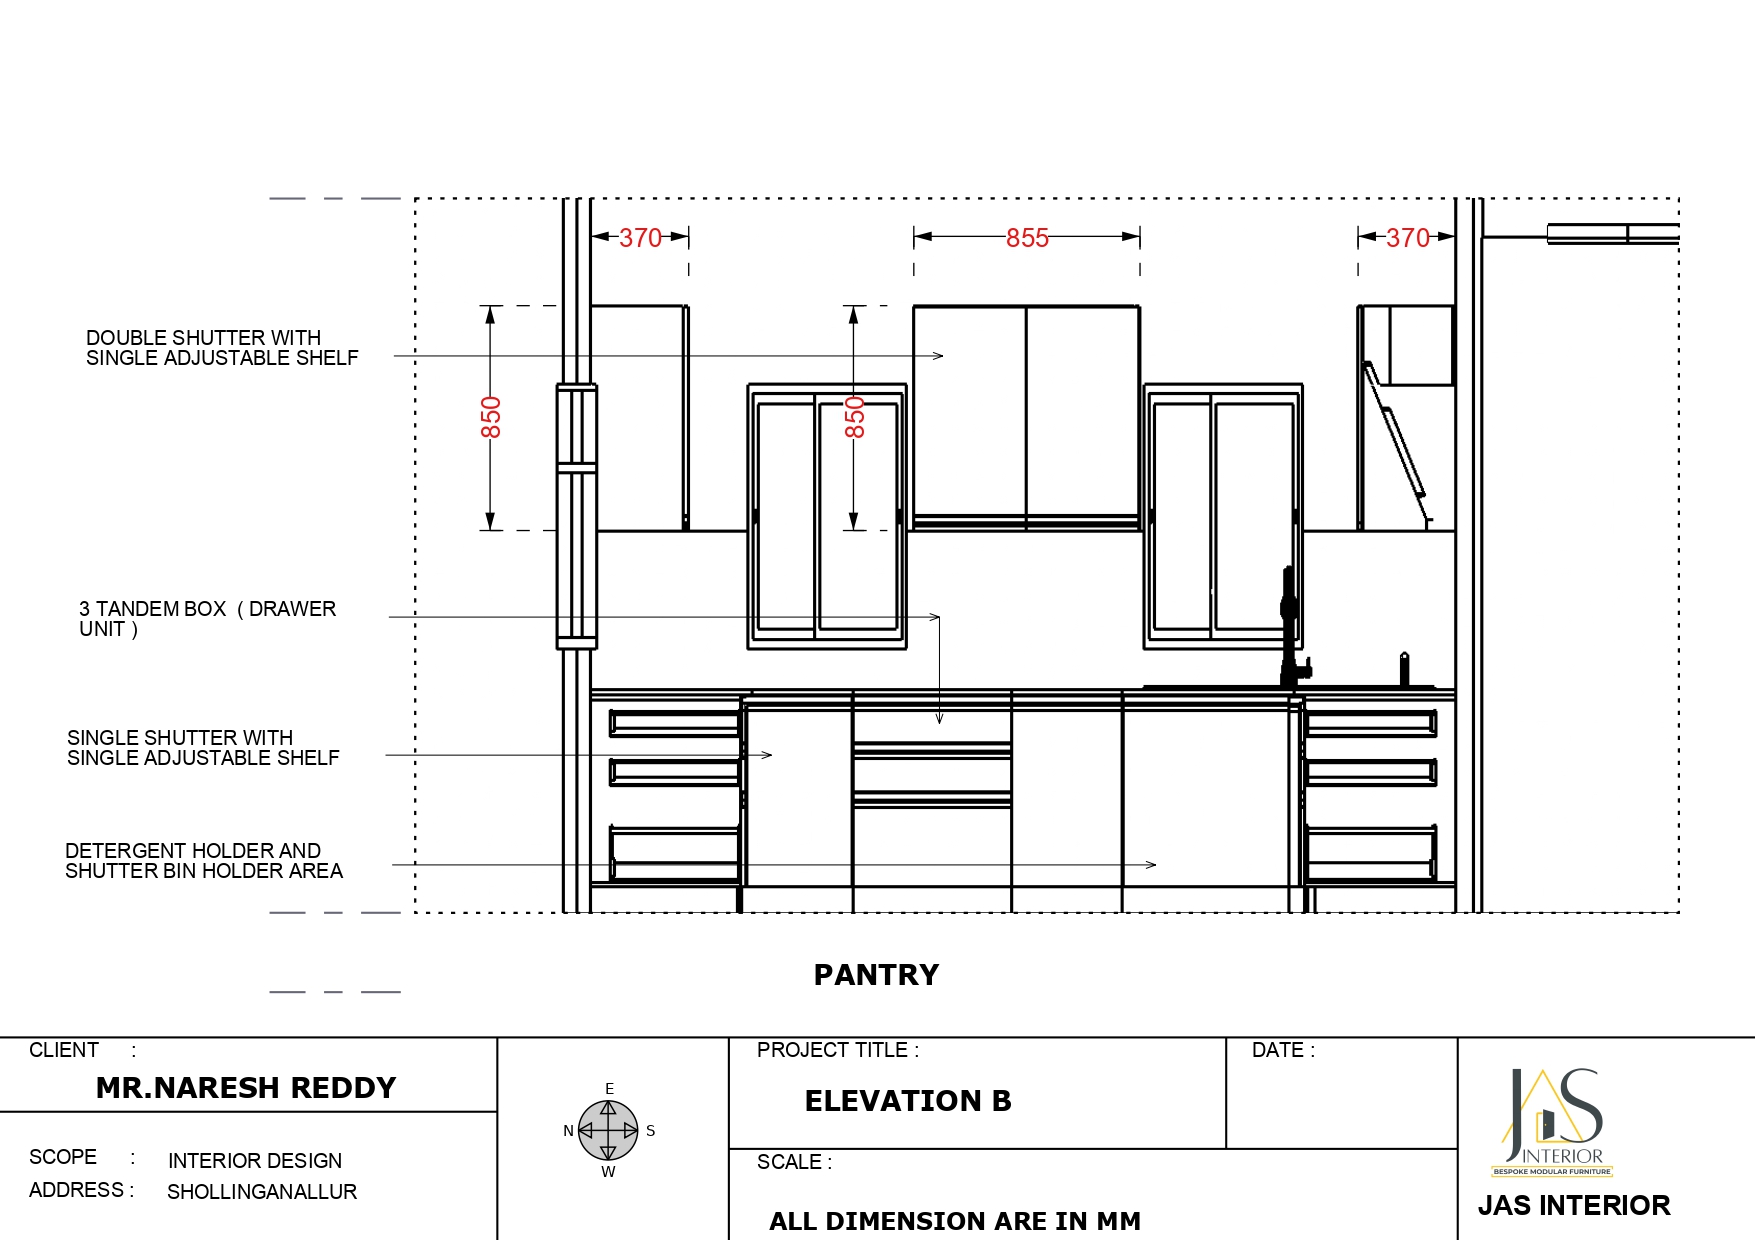 370
855
370
DOUBLE SHUTTER WITH
SINGLE ADJUSTABLE SHELF
850
850
3 TANDEM BOX ( DRAWER
UNIT )
SINGLE SHUTTER WITH
SINGLE ADJUSTABLE SHELF
DETERGENT HOLDER AND
SHUTTER BIN HOLDER AREA
PANTRY
CLIENT :
MR.NARESH REDDY
SCOPE : INTERIOR DESIGN
ADDRESS : SHOLLINGANALLUR
E
N S
W
PROJECT TITLE :
ELEVATION B
DATE :
SCALE :
ALL DIMENSION ARE IN MM
JAS
INTERIOR
BESPOKE MODULAR FURNITURE
JAS INTERIOR